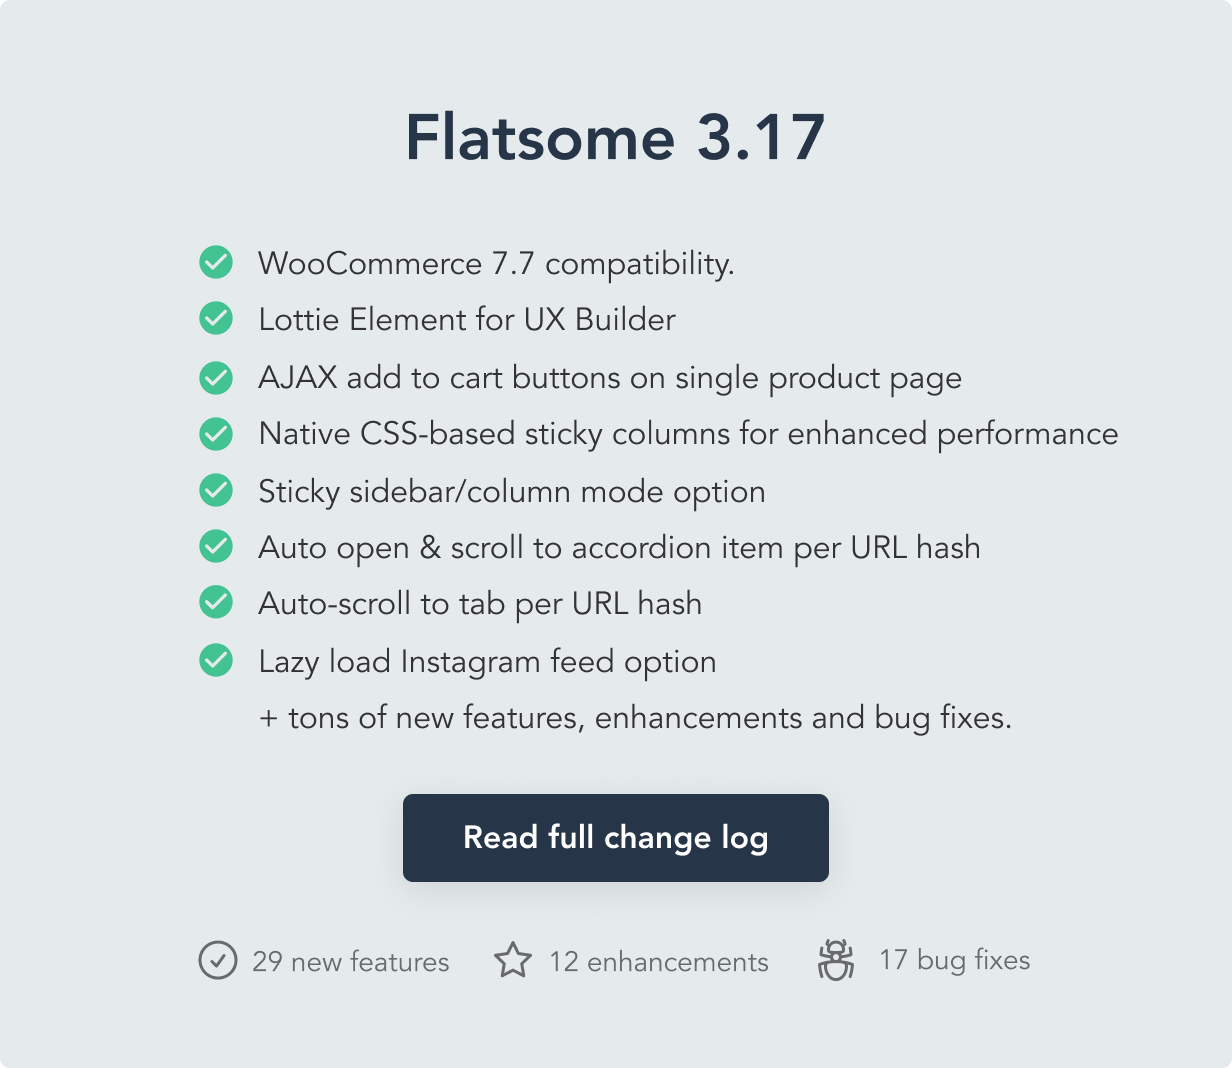 Flatsome 3.17
WooCommerce 7.7 compatibility.
Lottie Element for UX Builder
AJAX add to cart buttons on single product page
Native CSS-based sticky columns for enhanced performance
Sticky sidebar/column mode option
Auto open & scroll to accordion item per URL hash
Auto-scroll to tab per URL hash
Lazy load Instagram feed option
+ tons of new features, enhancements and bug fixes.
Read full change log
29 new features 12 enhancements 17 bug fixes